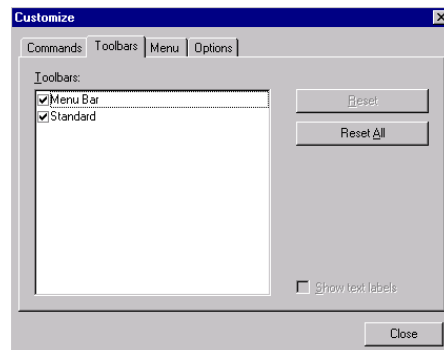 Customize
Commands Toolbars Menu Options
Toolbars:
Menu Bar
Standard
Reset
Reset All
Show text labels
Close